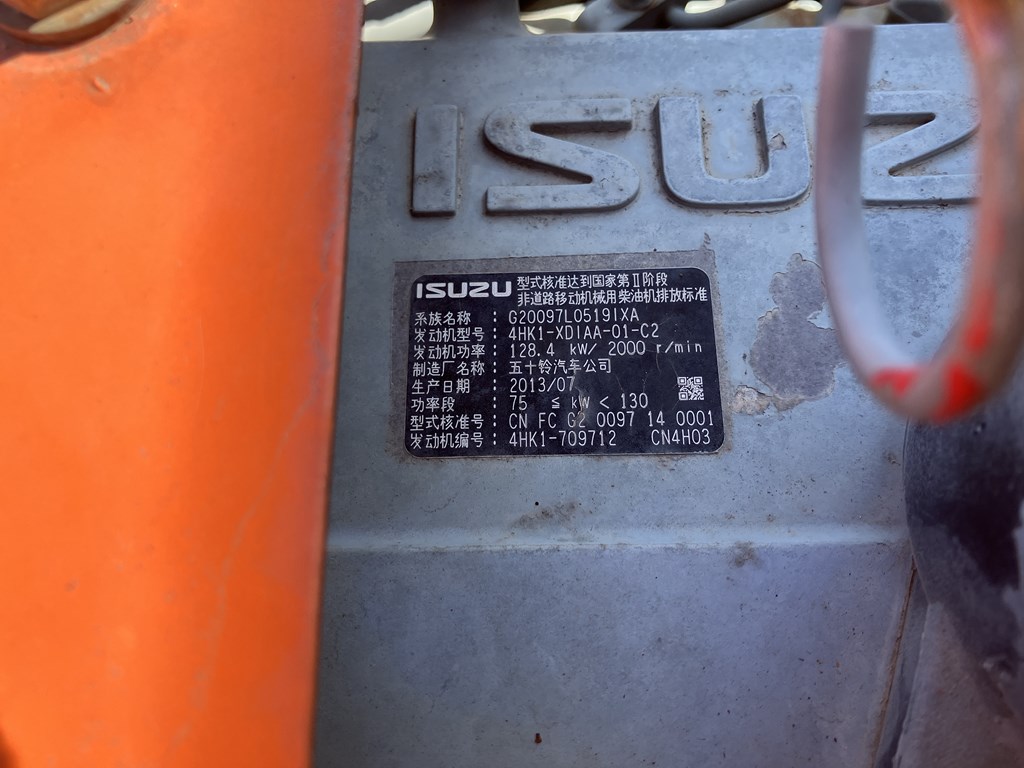 ISUZ
ISUZU 型式核准达到国家第Ⅱ阶段
非道路移动机械用柴油机排放标准
系族名称 : G20097L0519IXA
发动机型号 : 4HK1-XDIAA-01-C2
发动机功率 : 128.4 kW/ 2000 r/min
制造厂名称 : 五十铃汽车公司
生产日期 : 2013/07
功率段 : 75 ≤ kW < 130
型式核准号 : CN FC G2 0097 14 0001
发动机编号 : 4HK1-709712 CN4H03